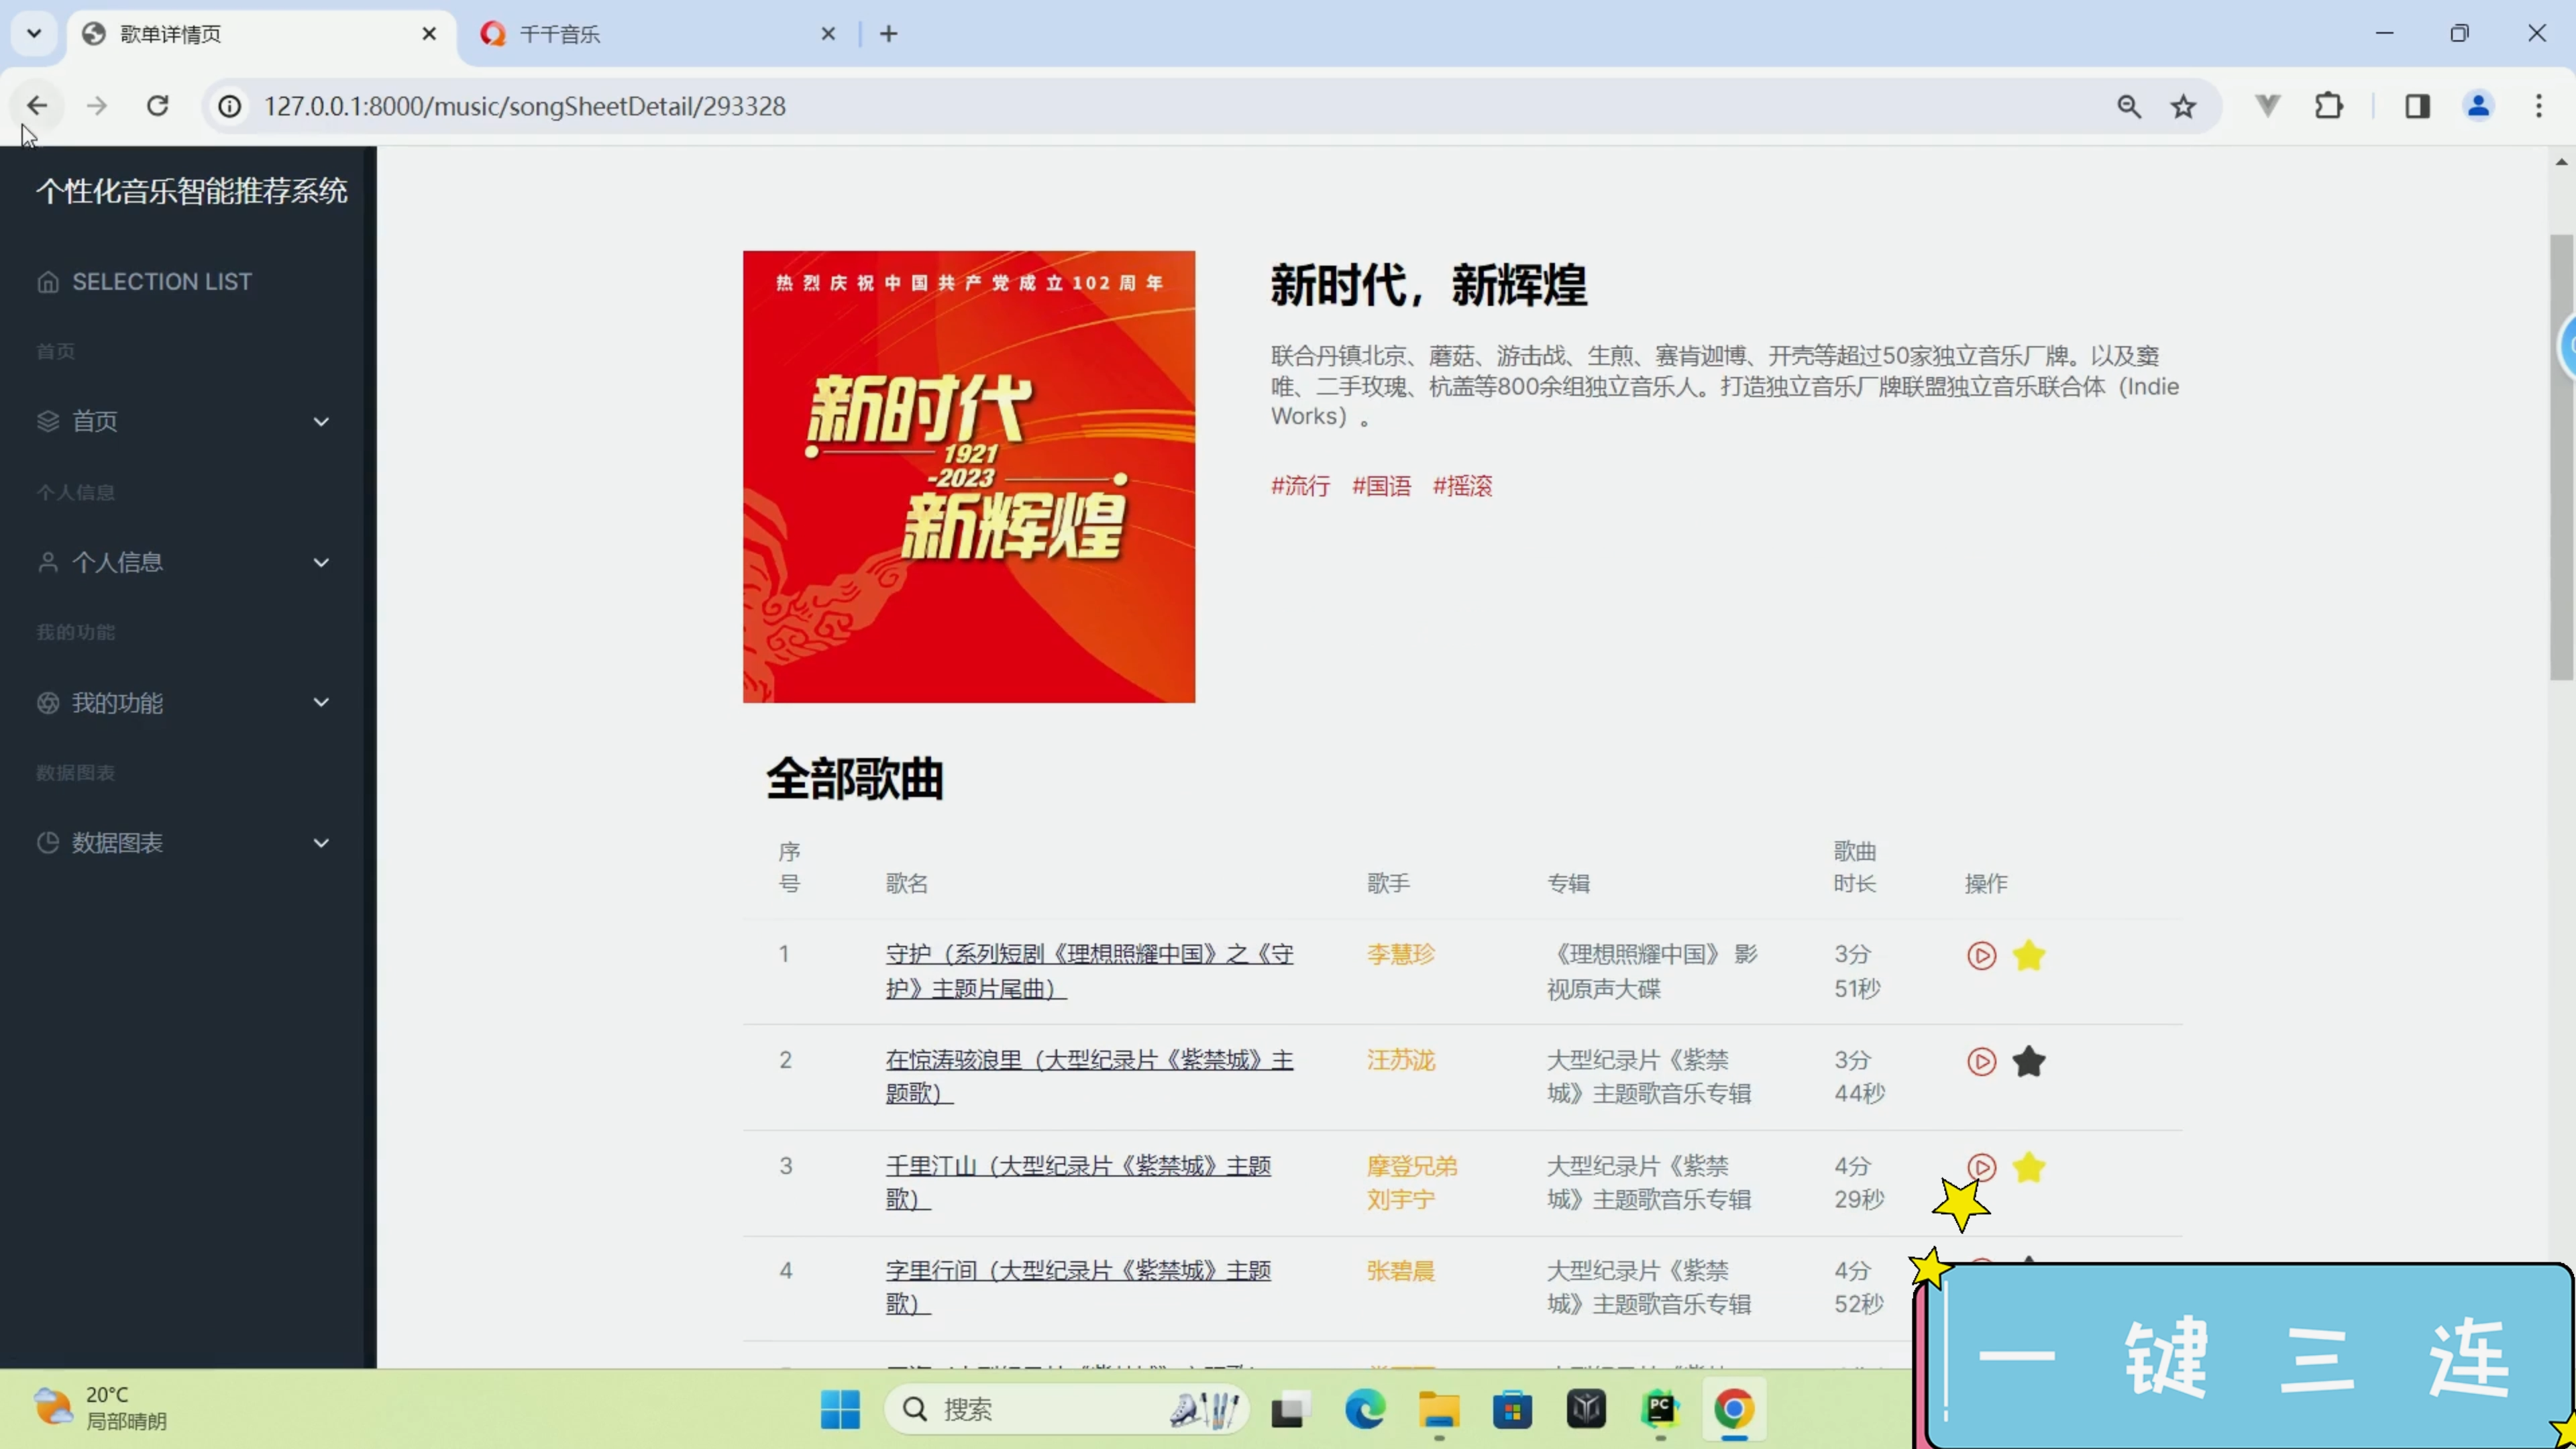 歌单详情页
千千音乐
127.0.0.1:8000/music/songSheetDetail/293328
个性化音乐智能推荐系统
SELECTION LIST
首页
首页
个人信息
个人信息
我的功能
我的功能
数据图表
数据图表
热烈庆祝中国共产党成立102周年
新时代
1921
-2023
新辉煌
新时代，新辉煌
联合丹镇北京、蘑菇、游击战、生煎、赛肯迦博、开壳等超过50家独立音乐厂牌。以及窦
唯、二手玫瑰、杭盖等800余组独立音乐人。打造独立音乐厂牌联盟独立音乐联合体（Indie
Works）。
#流行 #国语 #摇滚
全部歌曲
序
号
歌名
歌手
专辑
歌曲
时长
操作
1
守护（系列短剧《理想照耀中国》之《守
护》主题片尾曲）
李慧珍
《理想照耀中国》 影
视原声大碟
3分
51秒
2
在惊涛骇浪里（大型纪录片《紫禁城》主
题歌）
汪苏泷
大型纪录片《紫禁
城》主题歌音乐专辑
3分
44秒
3
千里江山（大型纪录片《紫禁城》主题
歌）
摩登兄弟
刘宇宁
大型纪录片《紫禁
城》主题歌音乐专辑
4分
29秒
4
字里行间（大型纪录片《紫禁城》主题
歌）
张碧晨
大型纪录片《紫禁
城》主题歌音乐专辑
4分
52秒
一键三连
20°C
局部晴朗
搜索
PC